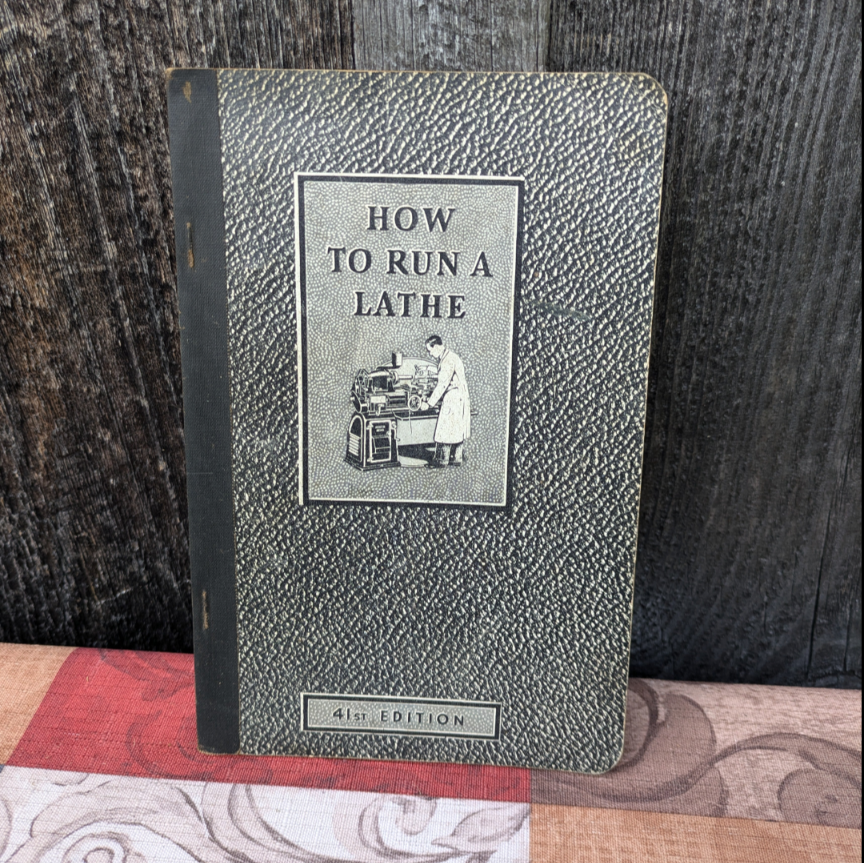 HOW
TO RUN A
LATHE
41ST EDITION